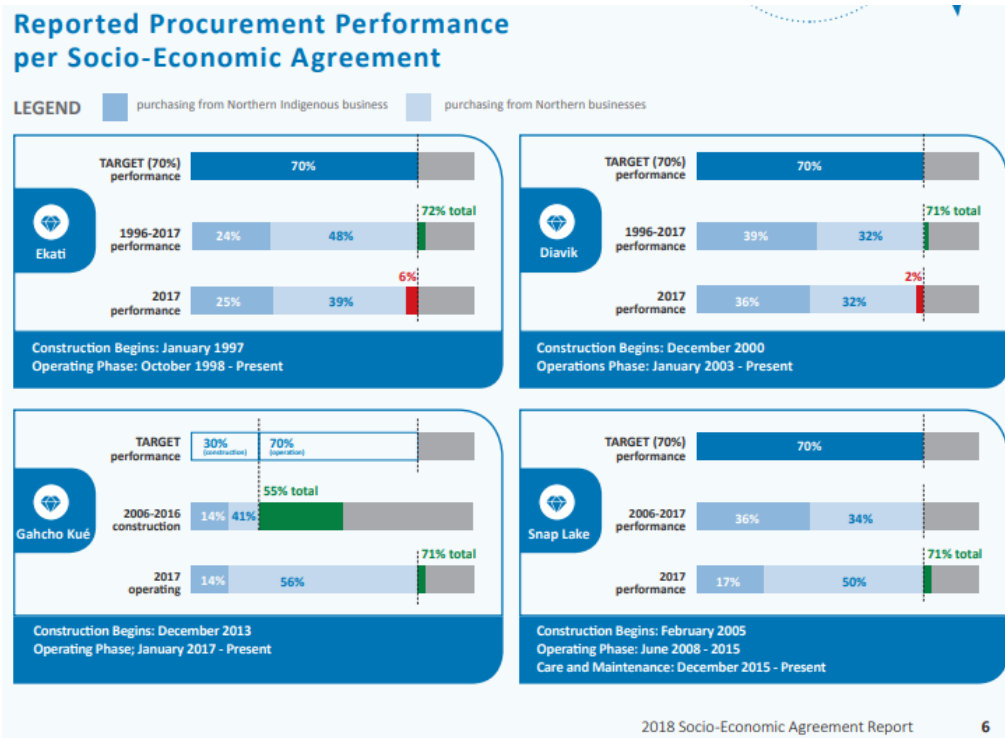 Reported Procurement Performance
per Socio-Economic Agreement
LEGEND
purchasing from Northern Indigenous business
purchasing from Northern businesses
TARGET (70%)
performance
70%
72% total
1996-2017
performance
24%
48%
6%
2017
performance
25%
39%
Ekati
Construction Begins: January 1997
Operating Phase: October 1998 - Present
TARGET (70%)
performance
70%
71% total
1996-2017
performance
39%
32%
2%
2017
performance
36%
32%
Diavik
Construction Begins: December 2000
Operations Phase: January 2003 - Present
TARGET
performance
30%
(construction)
70%
(operation)
55% total
2006-2016
construction
14%
41%
71% total
2017
operating
14%
56%
Gahcho Kué
Construction Begins: December 2013
Operating Phase; January 2017 - Present
TARGET (70%)
performance
70%
2006-2017
performance
36%
34%
71% total
2017
performance
17%
50%
Snap Lake
Construction Begins: February 2005
Operating Phase: June 2008 - 2015
Care and Maintenance: December 2015 - Present
2018 Socio-Economic Agreement Report
6